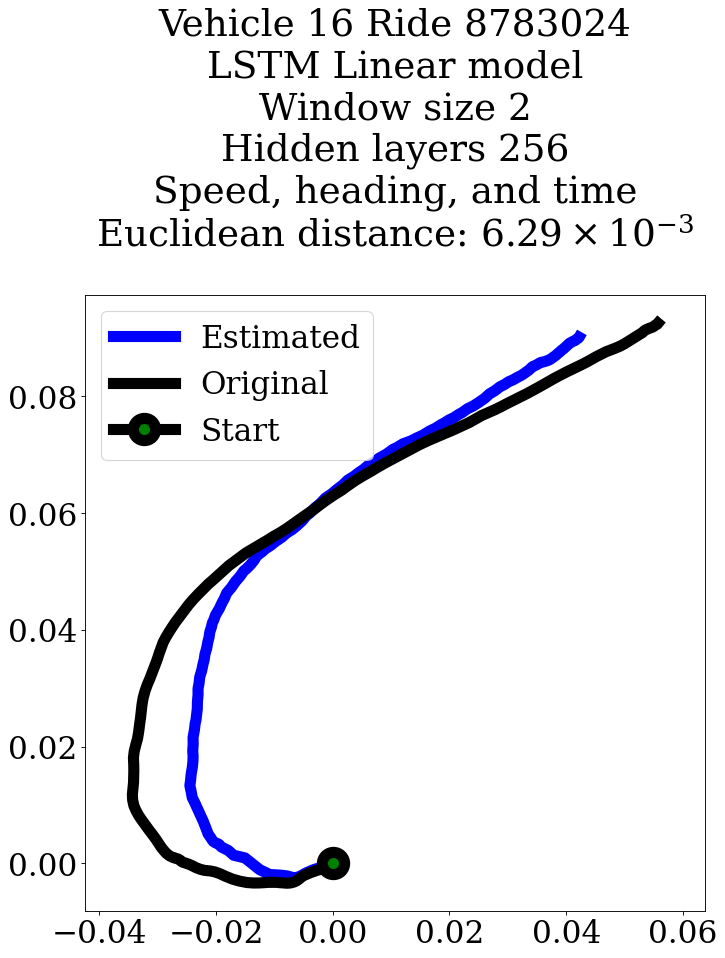 Vehicle 16 Ride 8783024
LSTM Linear model
Window size 2
Hidden layers 256
Speed, heading, and time
Euclidean distance: 6.29 × 10⁻³
Estimated
Original
Start
0.08
0.06
0.04
0.02
0.00
−0.04 −0.02 0.00 0.02 0.04 0.06